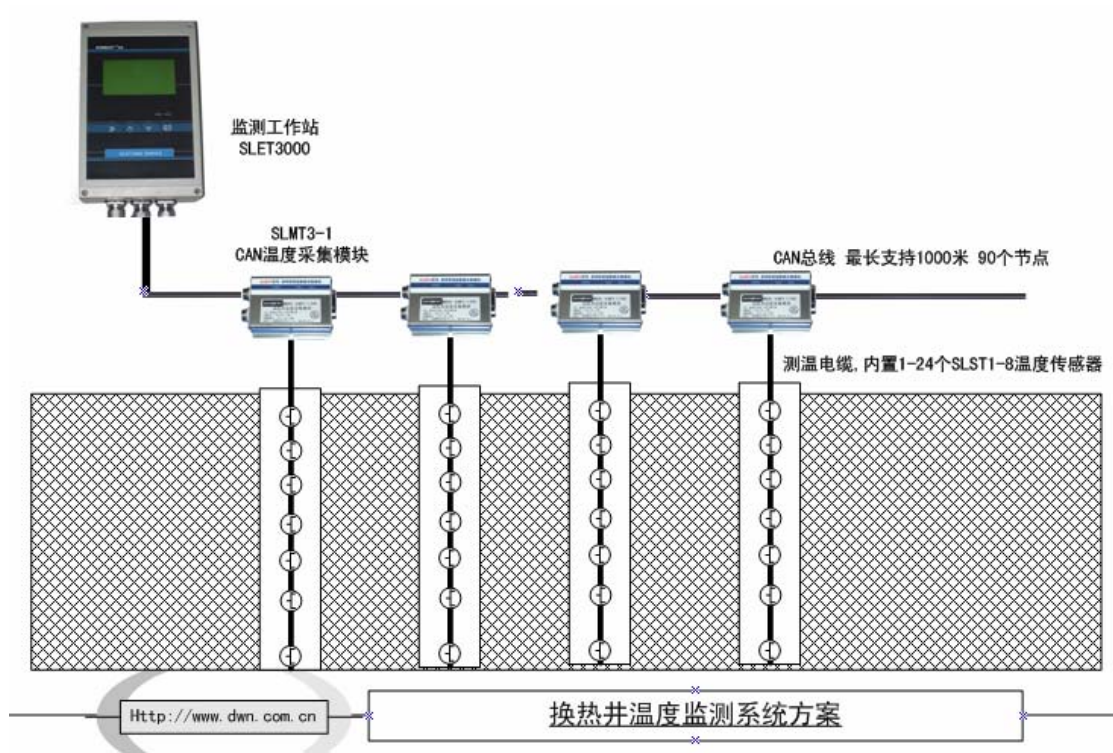 监测工作站
SLET3000
SLMT3-1
CAN温度采集模块
CAN总线 最长支持1000米 90个节点
测温电缆,内置1-24个SLST1-8温度传感器
Http://www.dwn.com.cn
换热井温度监测系统方案